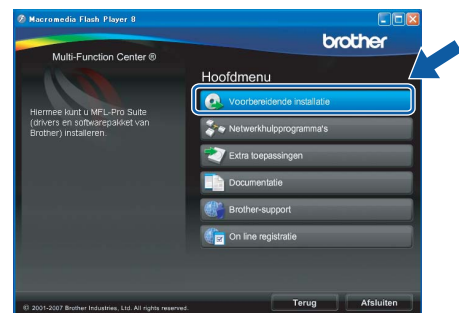 Macromedia Flash Player 8
brother
Multi-Function Center ®
Hoofdmenu
Hiermee kunt u MFL-Pro Suite
(drivers en softwarepakket van
Brother) installeren.
Voorbereidende installatie
Netwerkhulpprogramma's
Extra toepassingen
Documentatie
Brother-support
On line registratie
© 2001-2007 Brother Industries, Ltd. All rights reserved.
Terug
Afsluiten